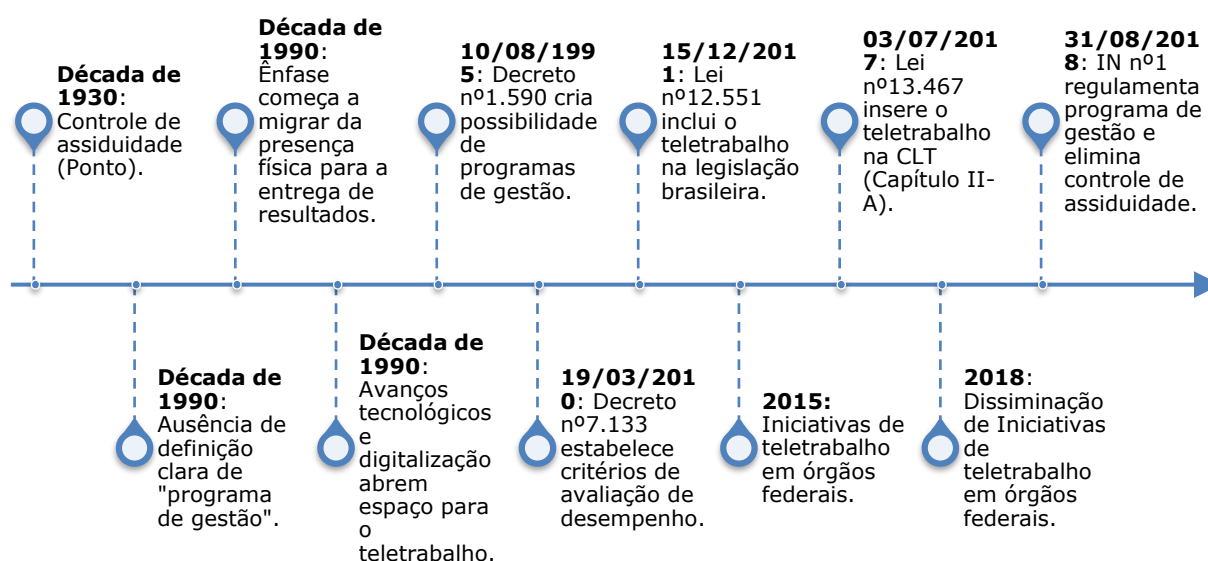 Década de
1930:
Controle de
assiduidade
(Ponto).
Década de
1990:
Ausência de
definição
clara de
"programa
de gestão".
Década de
1990:
Ênfase
começa a
migrar da
presença
física para a
entrega de
resultados.
Década de
1990:
Avanços
tecnológicos
e
digitalização
abrem
espaço para
o
teletrabalho.
10/08/199
5: Decreto
nº1.590 cria
possibilidade
de
programas
de gestão.
19/03/201
0: Decreto
nº7.133
estabelece
critérios de
avaliação de
desempenho.
15/12/201
1: Lei
nº12.551
inclui o
teletrabalho
na legislação
brasileira.
2015:
Iniciativas de
teletrabalho
em órgãos
federais.
03/07/201
7: Lei
nº13.467
insere o
teletrabalho
na CLT
(Capítulo II-
A).
2018:
Disseminação
de Iniciativas
de
teletrabalho
em órgãos
federais.
31/08/201
8: IN nº1
regulamenta
programa de
gestão e
elimina
controle de
assiduidade.